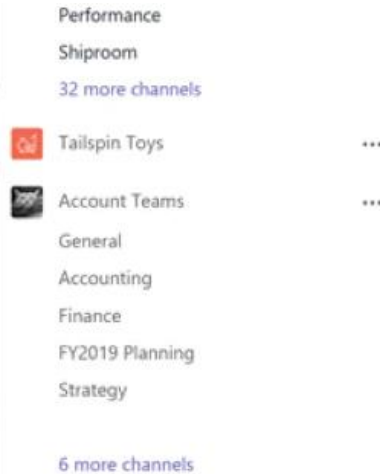 Performance
Shiproom
32 more channels
Tailspin Toys
Account Teams
General
Accounting
Finance
FY2019 Planning
Strategy
6 more channels